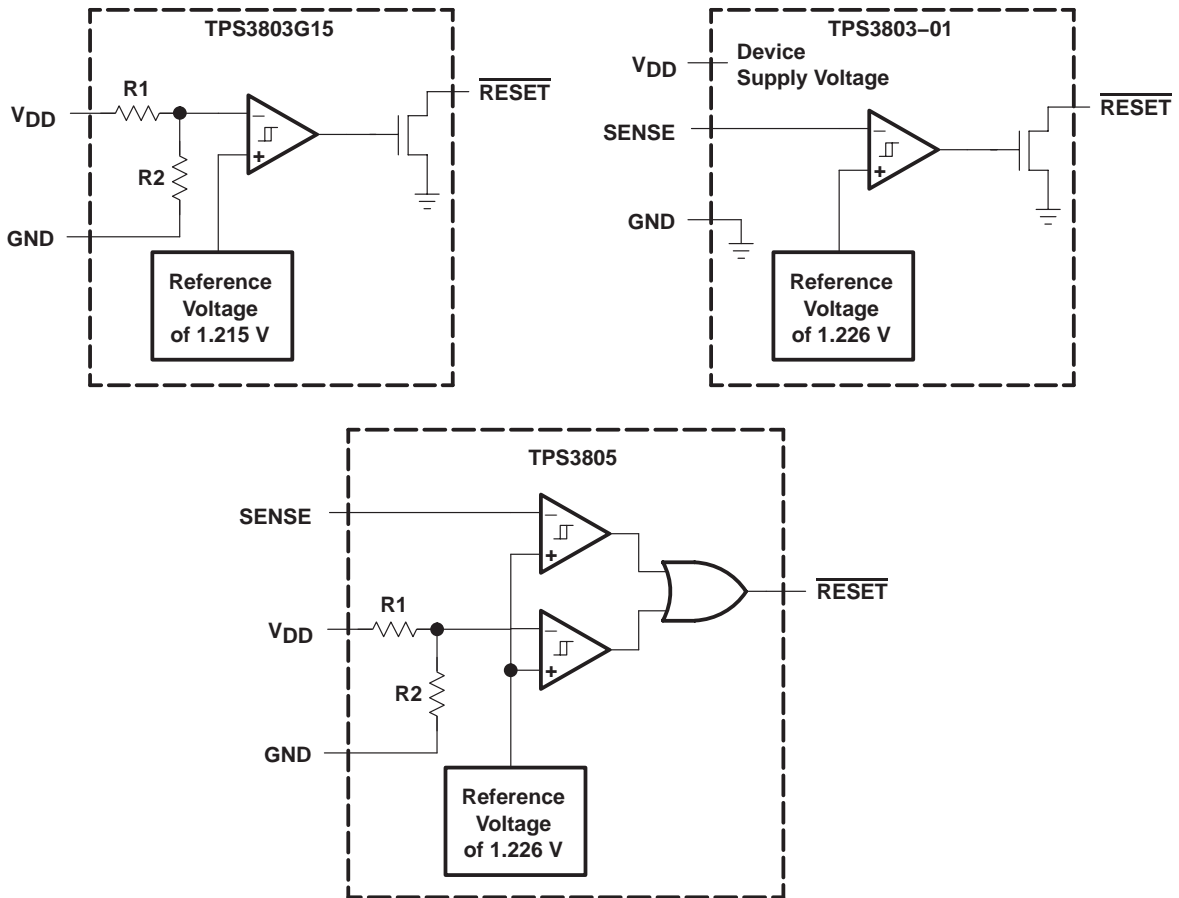 TPS3803G15
VDD
R1
R2
GND
−
+
RESET
Reference
Voltage
of 1.215 V
TPS3803–01
VDD
Device
Supply Voltage
SENSE
GND
−
+
RESET
Reference
Voltage
of 1.226 V
TPS3805
SENSE
−
+
R1
VDD
R2
GND
−
+
RESET
Reference
Voltage
of 1.226 V